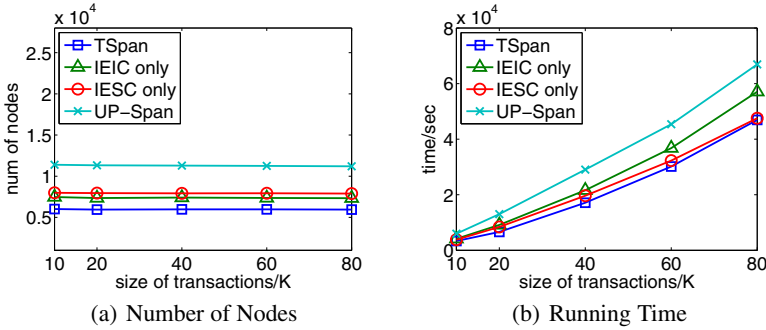 x 10^4
2.5
2
1.5
1
0.5
num of nodes
TSpan
IEIC only
IESC only
UP-Span
10 20 40 60 80
size of transactions/K
(a) Number of Nodes
x 10^4
8
6
4
2
0
time/sec
TSpan
IEIC only
IESC only
UP-Span
10 20 40 60 80
size of transactions/K
(b) Running Time